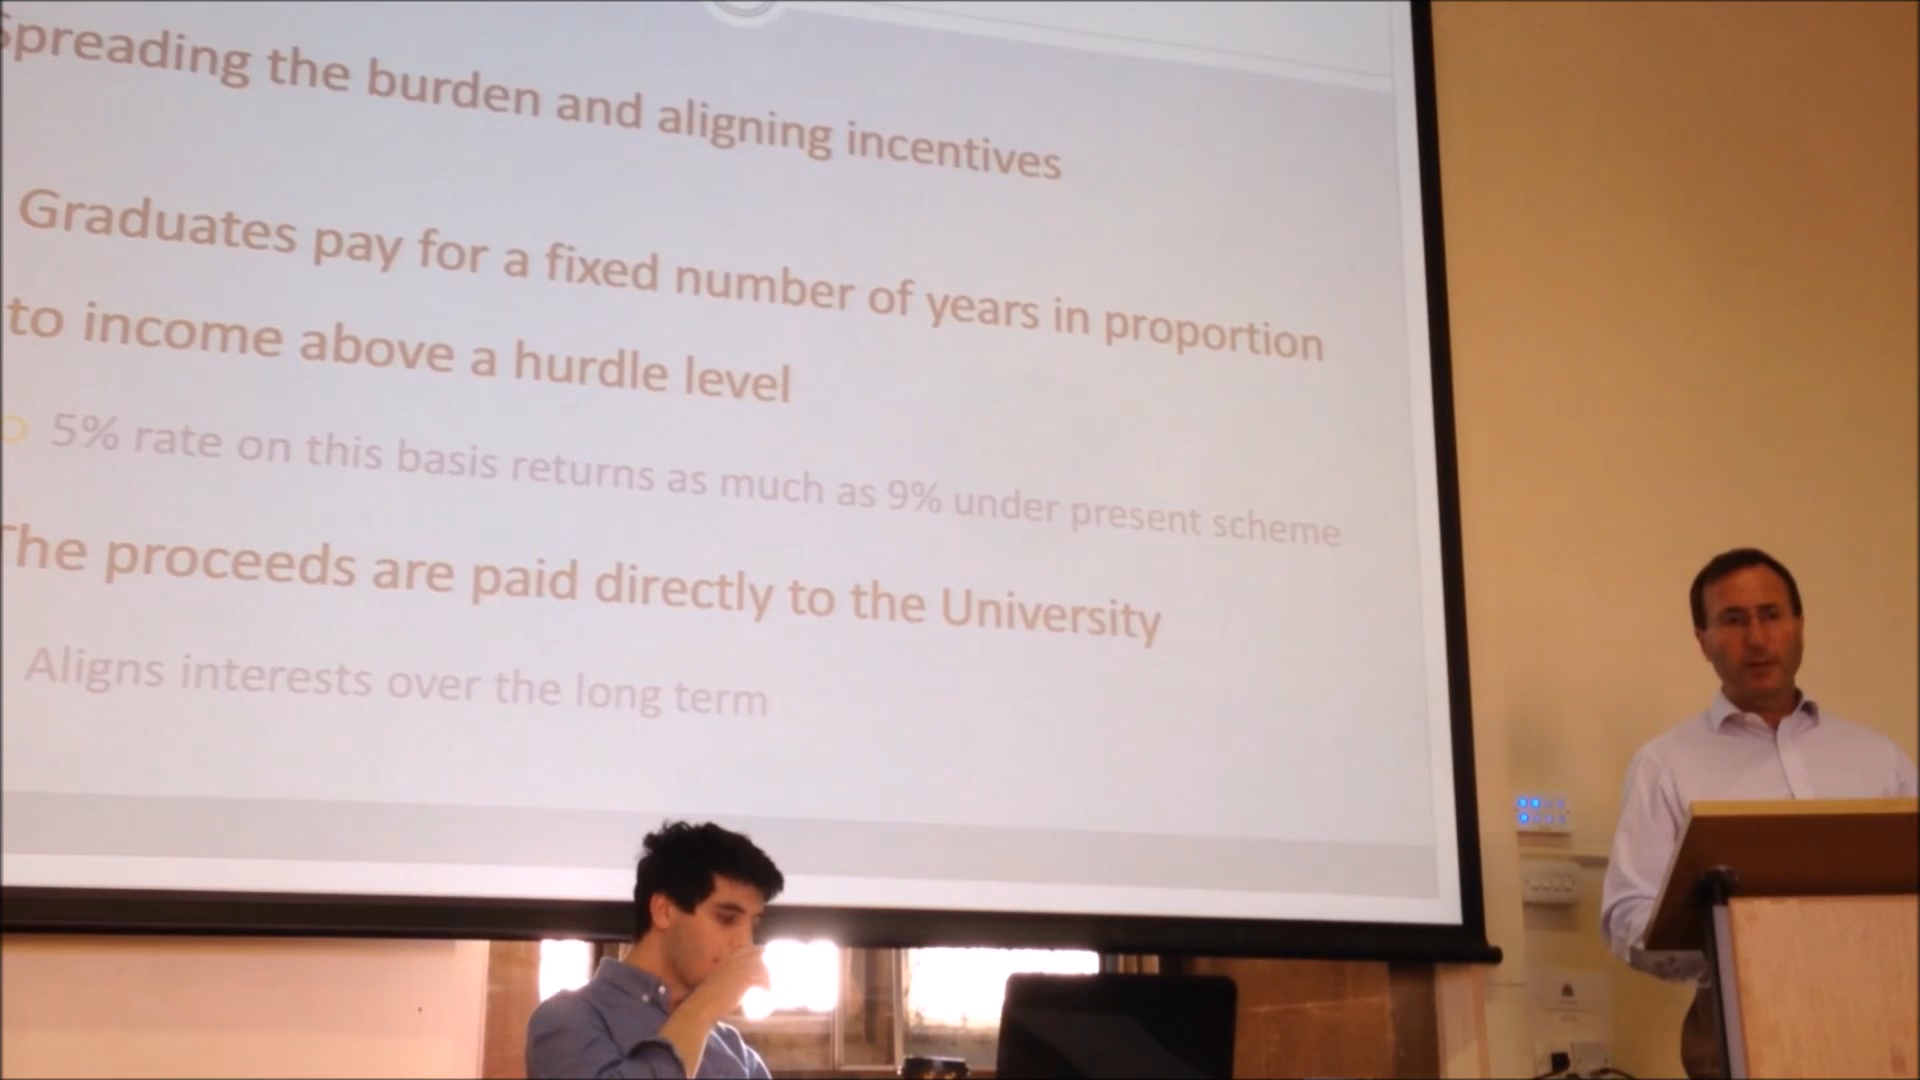 Spreading the burden and aligning incentives
Graduates pay for a fixed number of years in proportion
to income above a hurdle level
5% rate on this basis returns as much as 9% under present scheme
The proceeds are paid directly to the University
Aligns interests over the long term